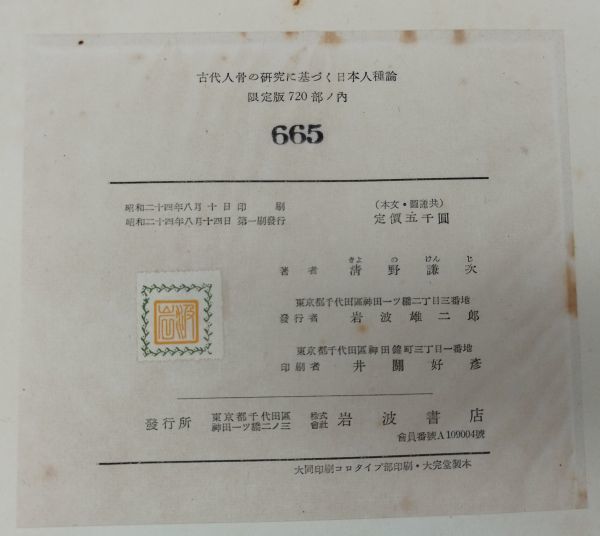 古代人骨の研究に基づく日本人種論
限定版720部ノ內
665
昭和二十四年八月十日 印刷
昭和二十四年八月十四日 第一刷發行
(本文・圖譜共)
定價五千圓
きよ の けん じ
著者 淸野謙次
東京都千代田區神田一ツ橋二丁目三番地
發行者 岩波雄二郎
東京都千代田區神田錦町三丁目一番地
印刷者 井關好彥
發行所 東京都千代田區神田一ツ橋二ノ三 株式會社 岩波書店
會員番號A109004號
大同印刷コロタイプ部印刷・大完堂製本